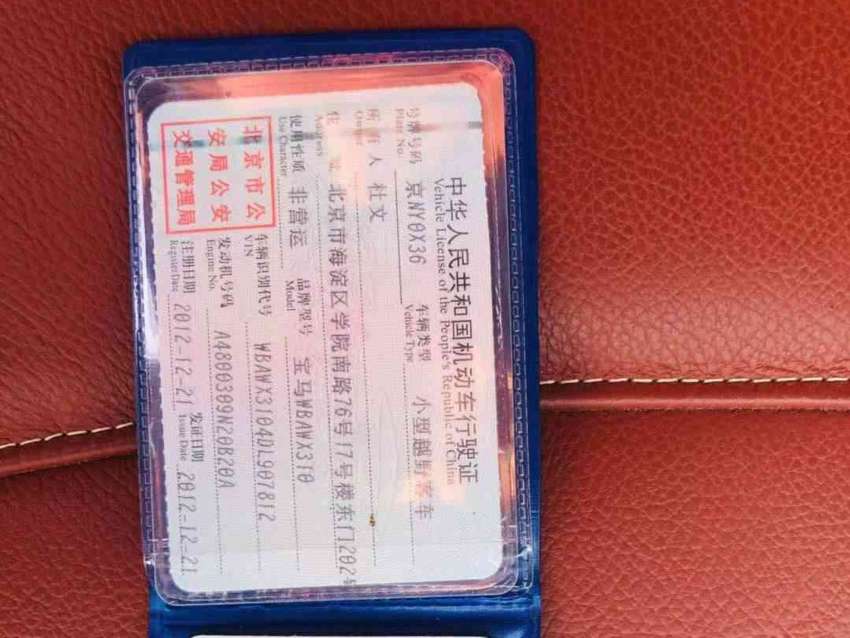 中华人民共和国机动车行驶证
Vehicle License of the People's Republic of China
号牌号码 京NY0X36 车辆类型 小型越野客车
Plate No. Vehicle Type
所有人 杜文
Owner
住址 北京市海淀区学院南路76号17号楼东门202号
Address
使用性质 非营运 品牌型号 宝马WBAWX310
Use Character Model
北京市公
安局公安
交通管理局
车辆识别代号 WBAWX3104DL907812
VIN
发动机号码 A4800309N20B20A
Engine No.
注册日期 2012-12-21 发证日期 2012-12-21
Register Date Issue Date